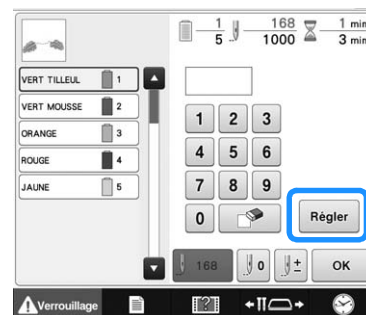 1 168 1 min
5 1000 3 min
VERT TILLEUL 1
VERT MOUSSE 2
ORANGE 3
ROUGE 4
JAUNE 5
1 2 3
4 5 6
7 8 9
0
Régler
168 0 ± OK
Verrouillage ?